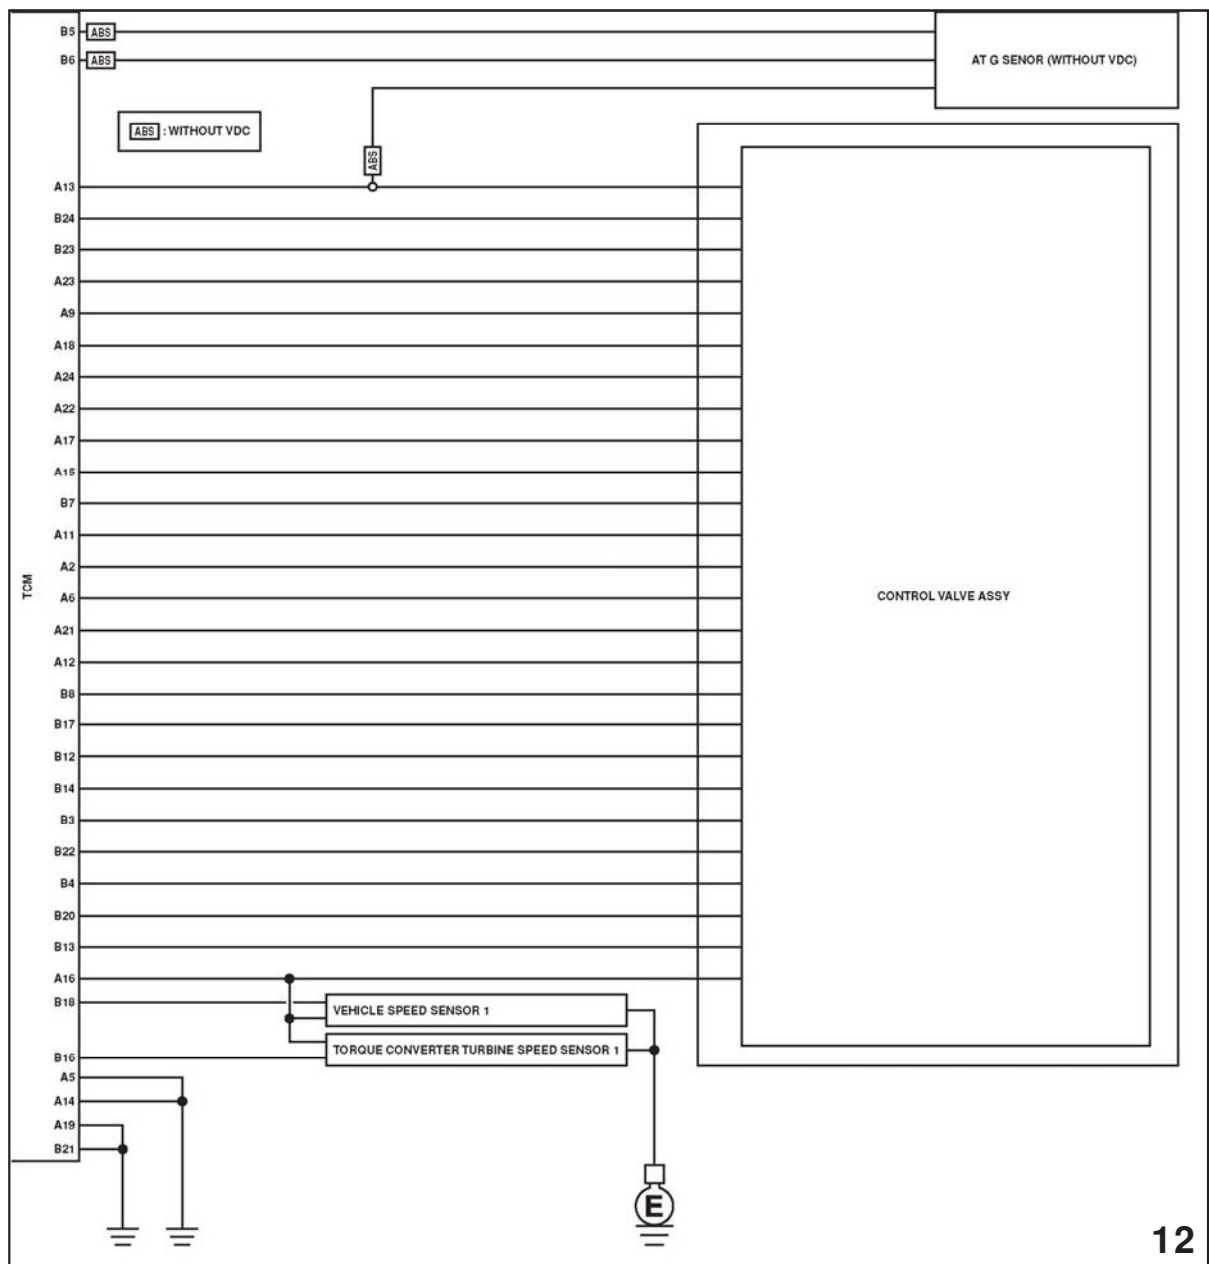 B5 ABS
B6 ABS
AT G SENOR (WITHOUT VDC)
ABS : WITHOUT VDC
ABS
A13
B24
B23
A23
A9
A18
A24
A22
A17
A15
B7
A11
A2
TCM
A6
CONTROL VALVE ASSY
A21
A12
B8
B17
B12
B14
B3
B22
B4
B20
B13
A16
B18
VEHICLE SPEED SENSOR 1
TORQUE CONVERTER TURBINE SPEED SENSOR 1
B16
A5
A14
A19
B21
E
12